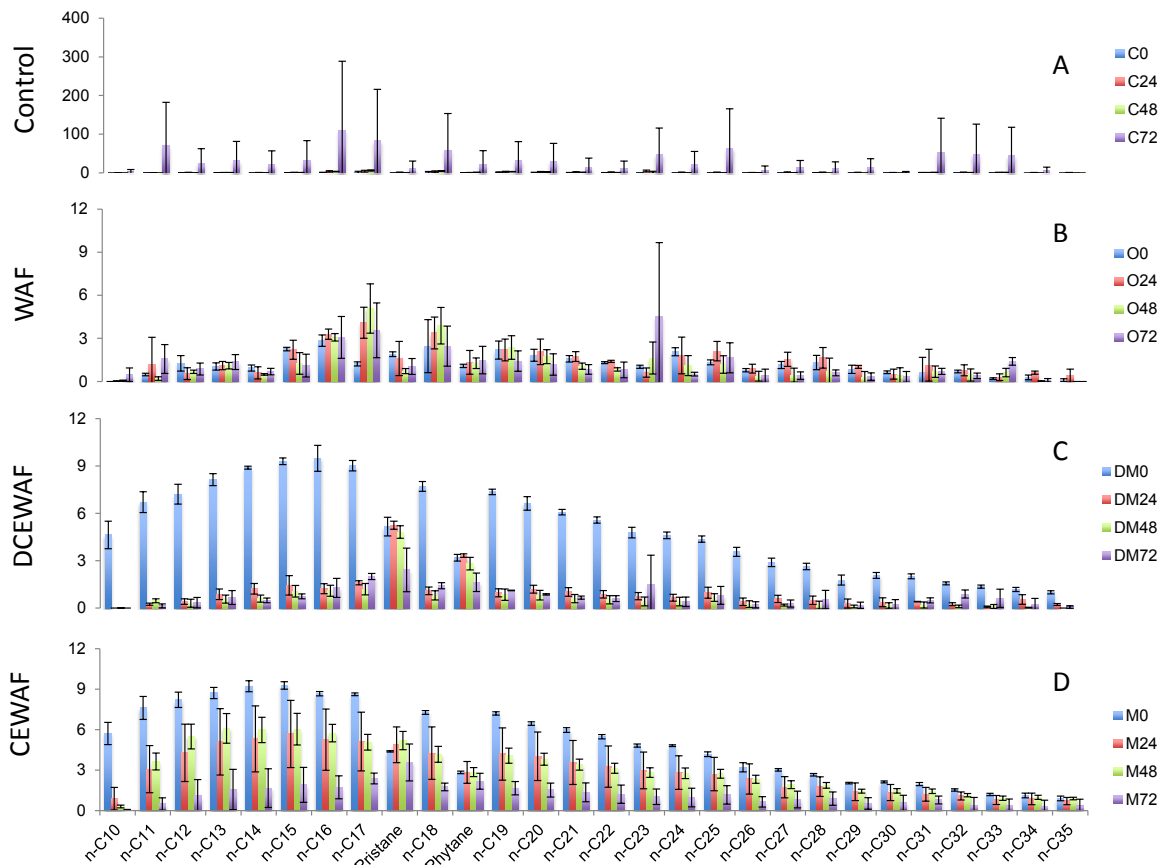 Control
400
300
200
100
0
A
C0
C24
C48
C72
WAF
12
9
6
3
0
B
O0
O24
O48
O72
DCEWAF
12
9
6
3
0
C
DM0
DM24
DM48
DM72
CEWAF
12
9
6
3
0
D
M0
M24
M48
M72
n-C10
n-C11
n-C12
n-C13
n-C14
n-C15
n-C16
n-C17
Pristane
n-C18
Phytane
n-C19
n-C20
n-C21
n-C22
n-C23
n-C24
n-C25
n-C26
n-C27
n-C28
n-C29
n-C30
n-C31
n-C32
n-C33
n-C34
n-C35